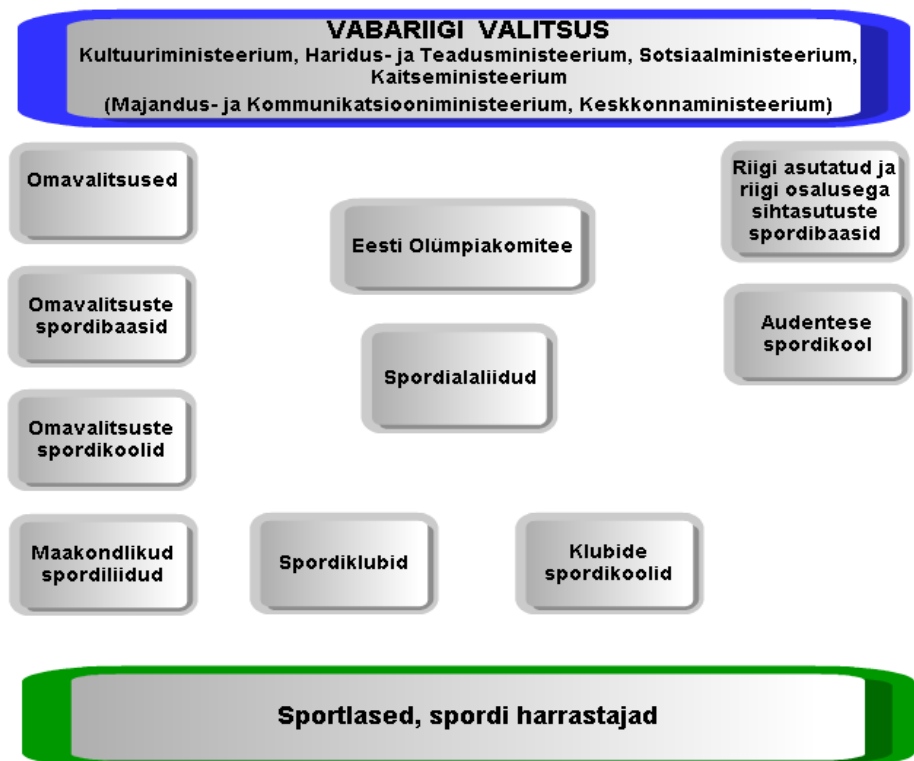 VABARIIGI VALITSUS
Kultuuriministeerium, Haridus- ja Teadusministeerium, Sotsiaalministeerium,
Kaitseministeerium
(Majandus- ja Kommunikatsiooniministeerium, Keskkonnaministeerium)
Omavalitsused
Eesti Olümpiakomitee
Riigi asutatud ja
riigi osalusega
sihtasutuste
spordibaasid
Omavalitsuste
spordibaasid
Spordialaliidud
Audentese
spordikool
Omavalitsuste
spordikoolid
Maakondlikud
spordiliidud
Spordiklubid
Klubide
spordikoolid
Sportlased, spordi harrastajad